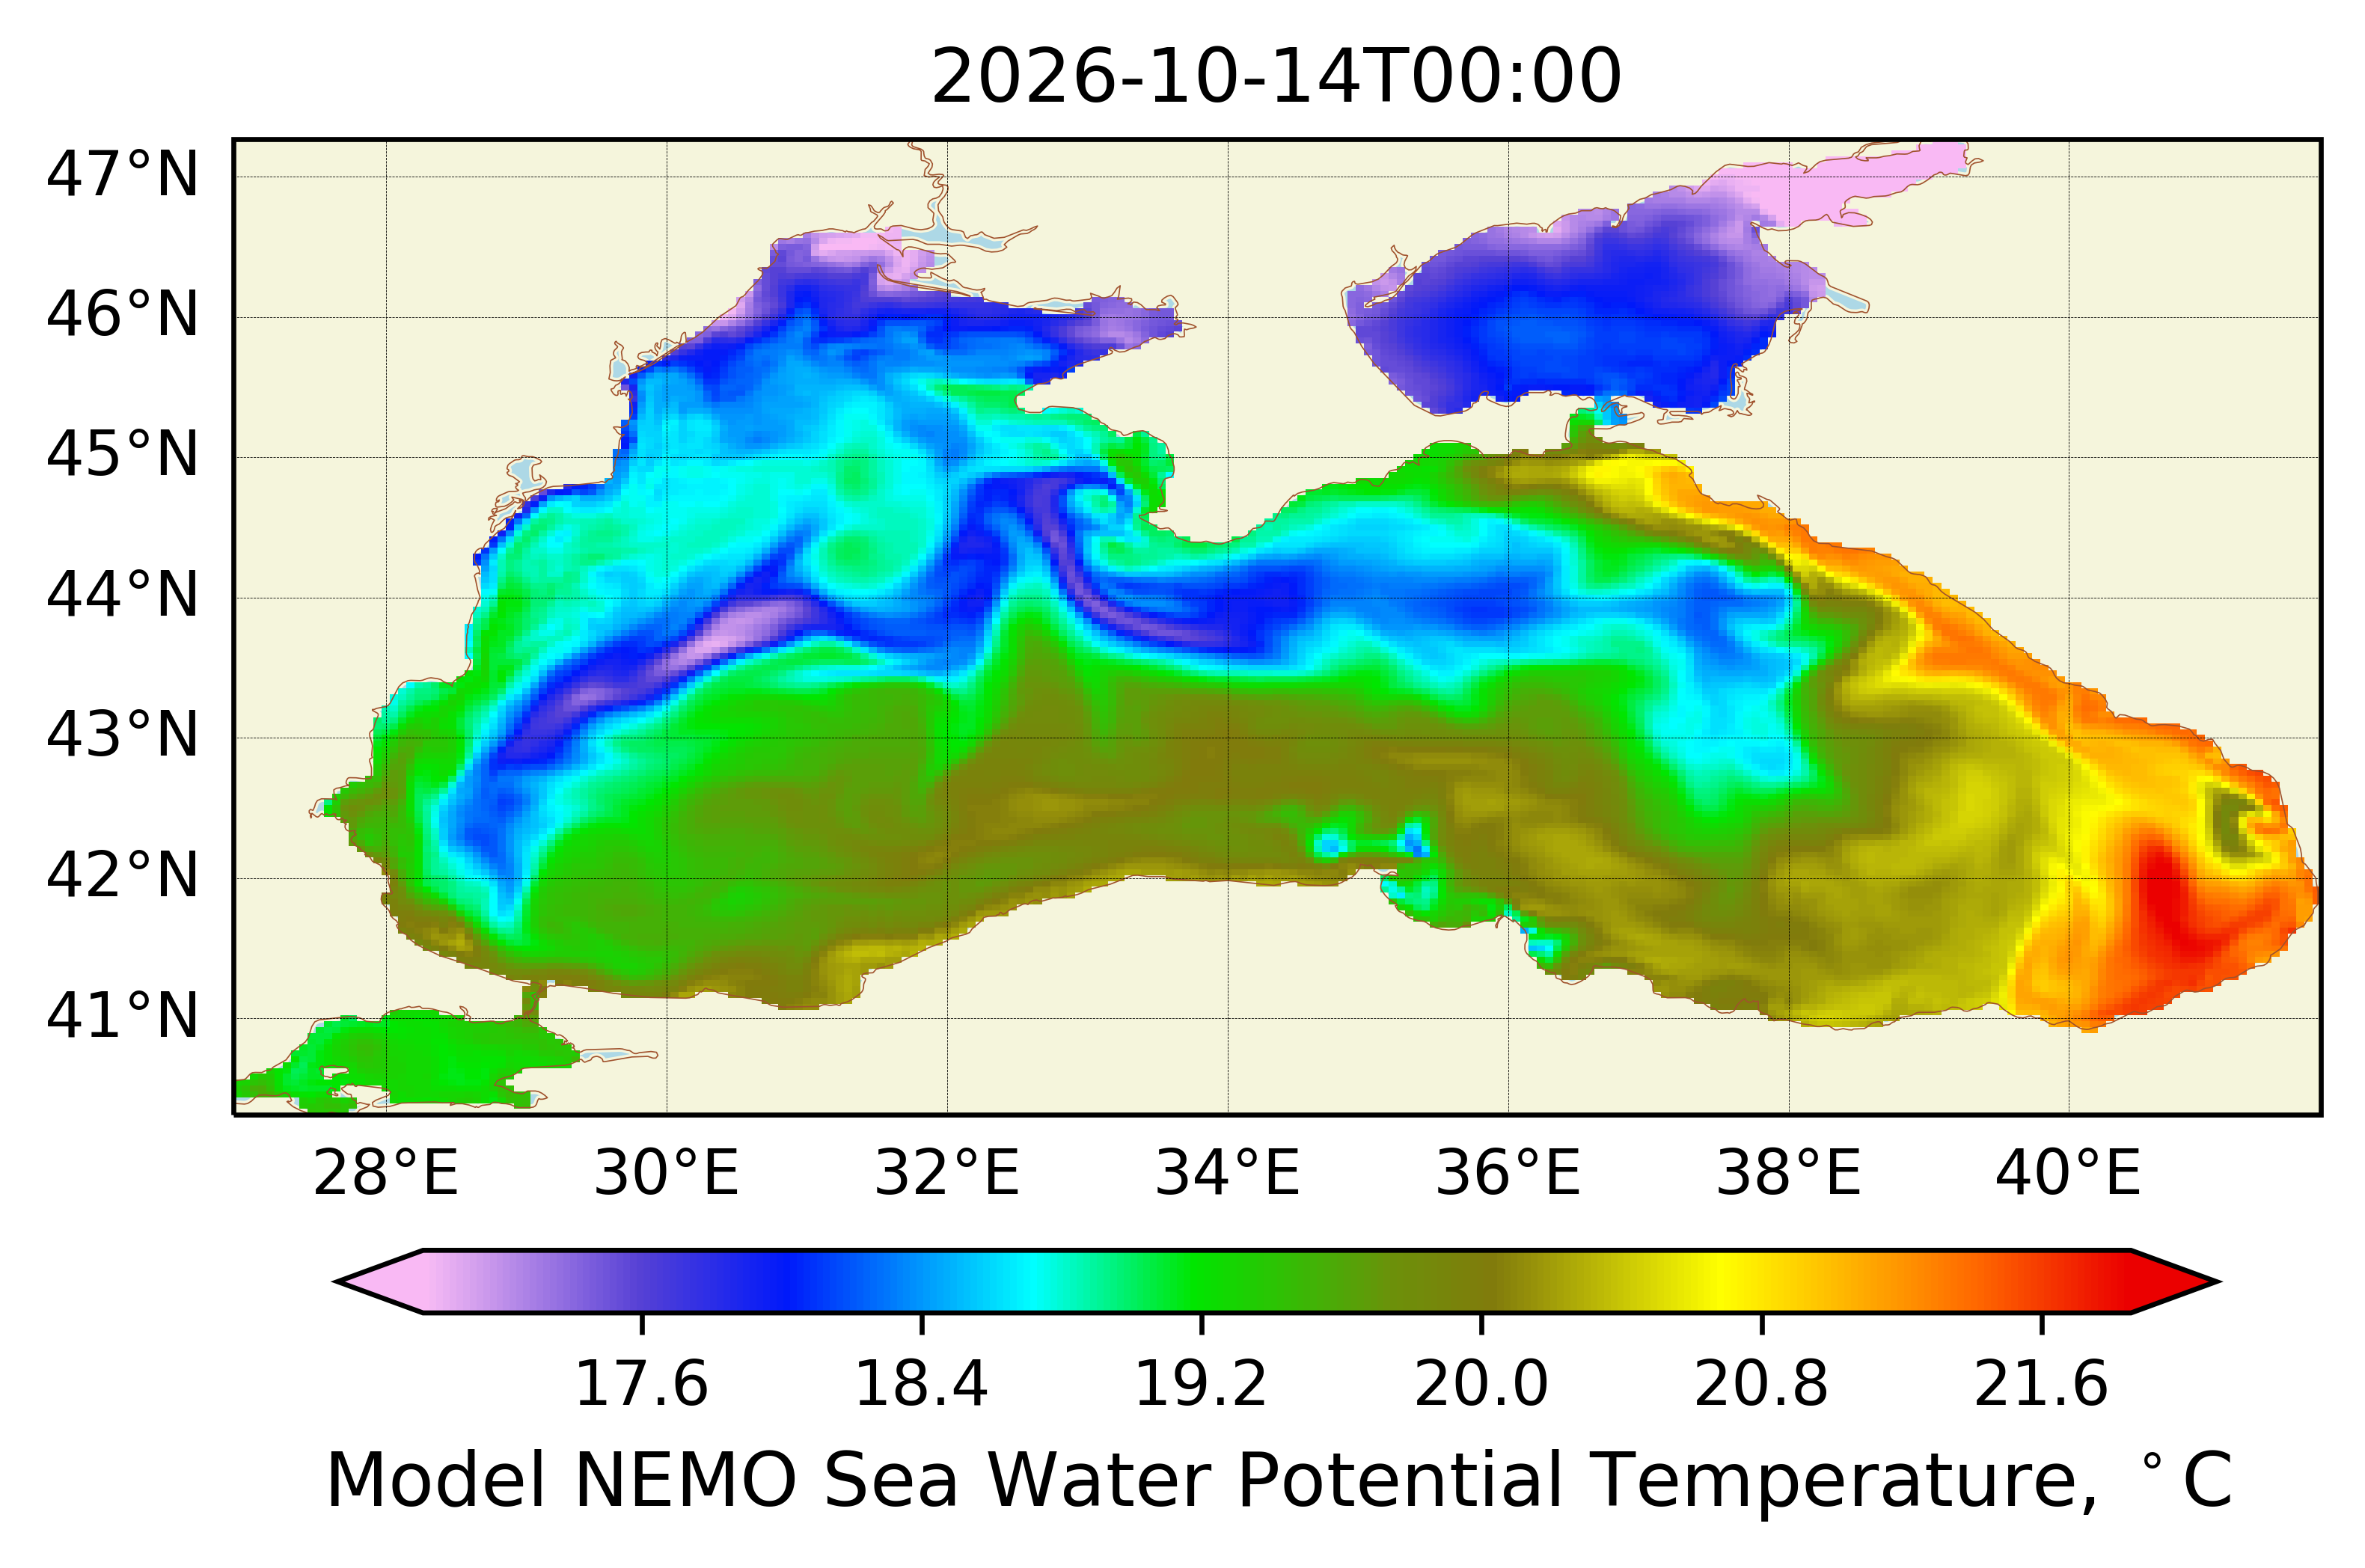 2026-10-14T00:00
47°N
46°N
45°N
44°N
43°N
42°N
41°N
28°E 30°E 32°E 34°E 36°E 38°E 40°E
17.6 18.4 19.2 20.0 20.8 21.6
Model NEMO Sea Water Potential Temperature, °C